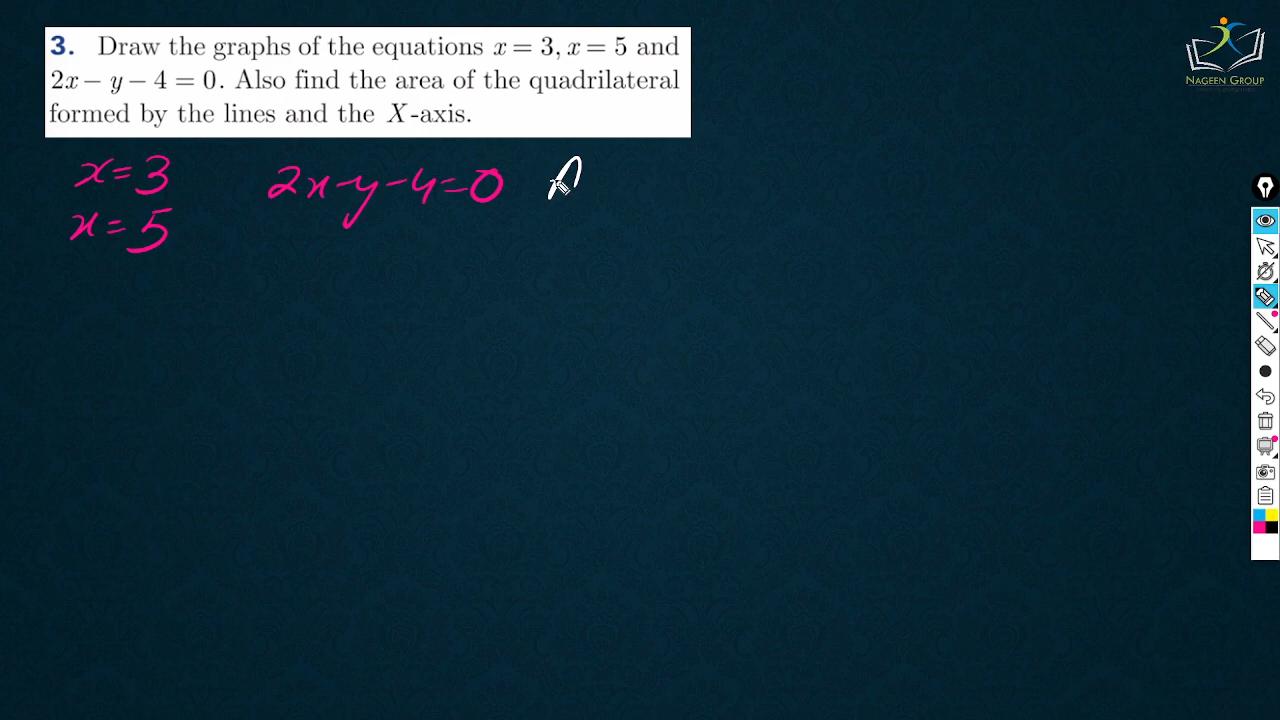 3. Draw the graphs of the equations x = 3, x = 5 and
2x − y − 4 = 0. Also find the area of the quadrilateral
formed by the lines and the X-axis.
NAGEEN GROUP
x=3 2x-y-4=0
x=5